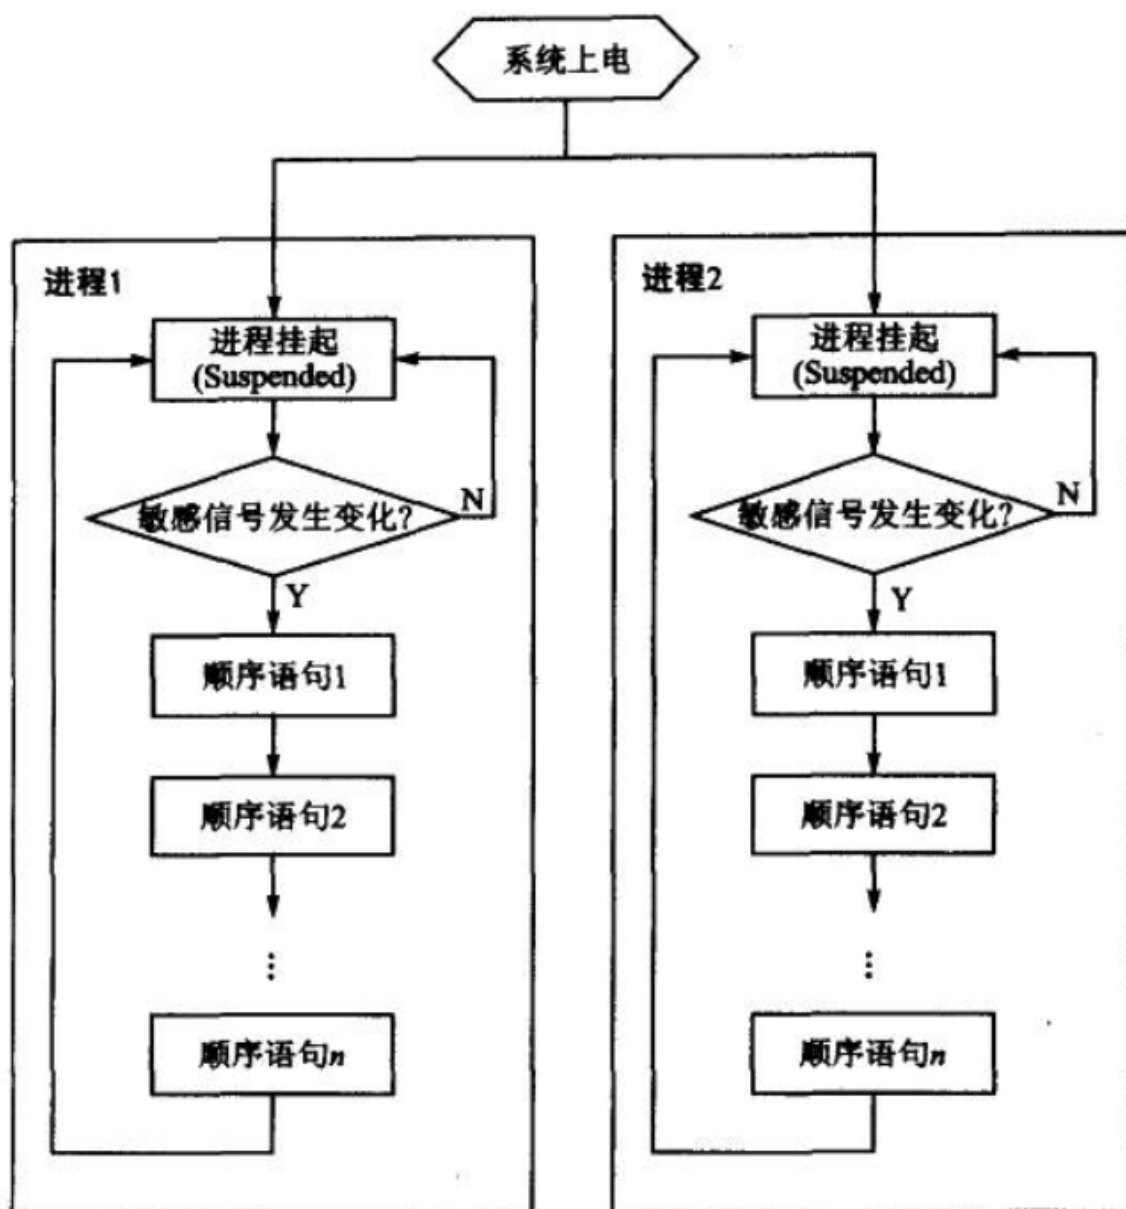 系统上电
进程1
进程挂起
(Suspended)
敏感信号发生变化?
N
Y
顺序语句1
顺序语句2
⋮
顺序语句n
进程2
进程挂起
(Suspended)
敏感信号发生变化?
N
Y
顺序语句1
顺序语句2
⋮
顺序语句n